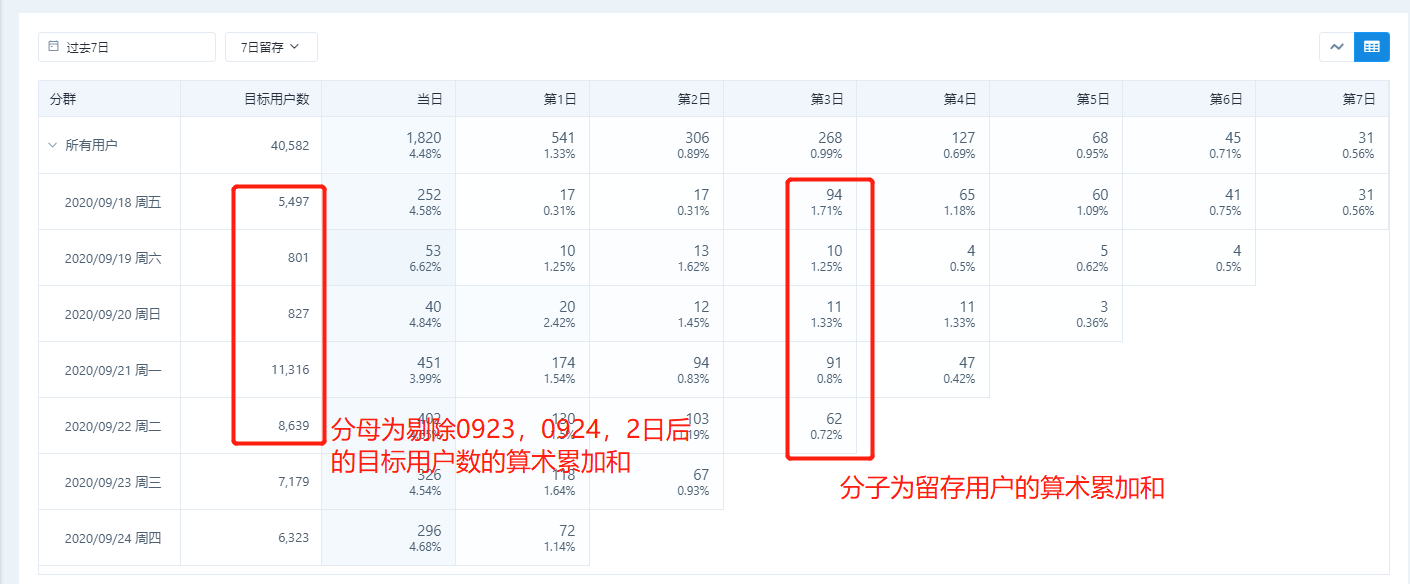 过去7日 7日留存
分群 目标用户数 当日 第1日 第2日 第3日 第4日 第5日 第6日 第7日
所有用户 40,582 1,820 541 306 268 127 68 45 31
4.48% 1.33% 0.89% 0.99% 0.69% 0.95% 0.71% 0.56%
2020/09/18 周五 5,497 252 17 17 94 65 60 41 31
4.58% 0.31% 0.31% 1.71% 1.18% 1.09% 0.75% 0.56%
2020/09/19 周六 801 53 10 13 10 4 5 4
6.62% 1.25% 1.62% 1.25% 0.5% 0.62% 0.5%
2020/09/20 周日 827 40 20 12 11 11 3
4.84% 2.42% 1.45% 1.33% 1.33% 0.36%
2020/09/21 周一 11,316 451 174 94 91 47
3.99% 1.54% 0.83% 0.8% 0.42%
2020/09/22 周二 8,639 402 130 103 62
0.72%
分母为剔除0923，0924，2日后
的目标用户数的算术累加和
2020/09/23 周三 7,179 326 118 67
4.54% 1.64% 0.93%
分子为留存用户的算术累加和
2020/09/24 周四 6,323 296 72
4.68% 1.14%